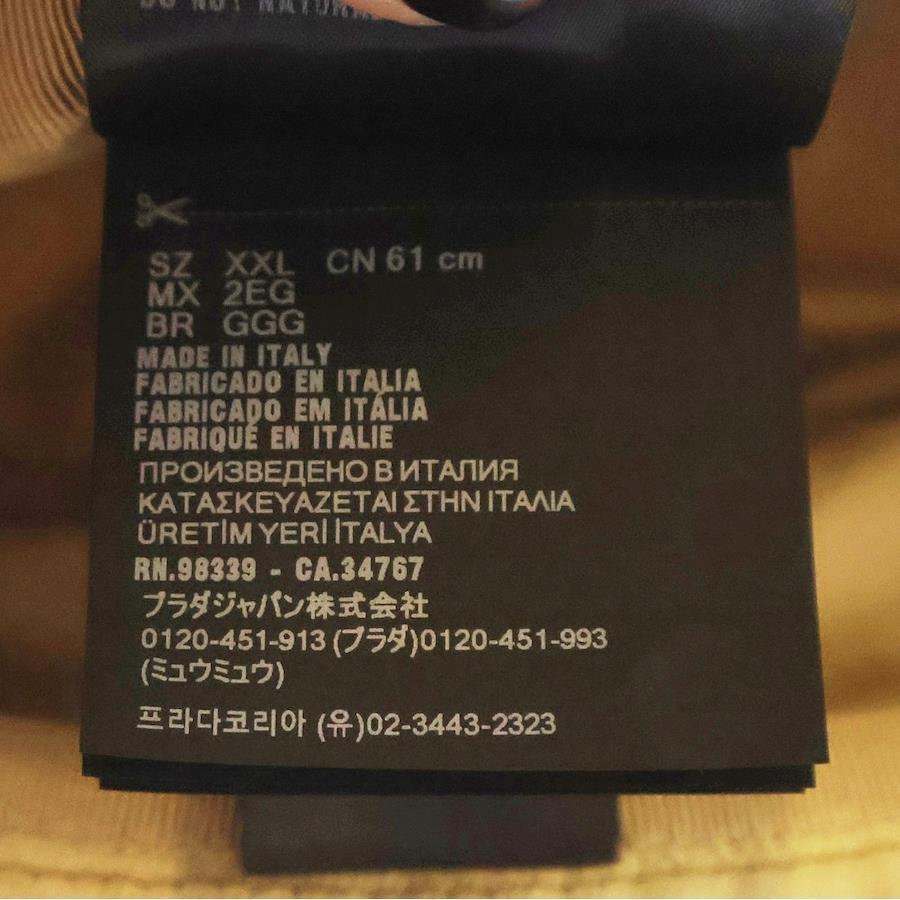 DO NOT NATURAL
SZ XXL CN 61 cm
MX 2EG
BR GGG
MADE IN ITALY
FABRICADO EN ITALIA
FABRICADO EM ITÁLIA
FABRIQUÉ EN ITALIE
ПРОИЗВЕДЕНО В ИТАЛИЯ
ΚΑΤΑΣΚΕΥΑΖΕΤΑΙ ΣΤΗΝ ΙΤΑΛΙΑ
ÜRETİM YERİ İTALYA
RN.98339 - CA.34767
プラダジャパン株式会社
0120-451-913 (プラダ)0120-451-993
(ミュウミュウ)
프라다코리아 (유)02-3443-2323